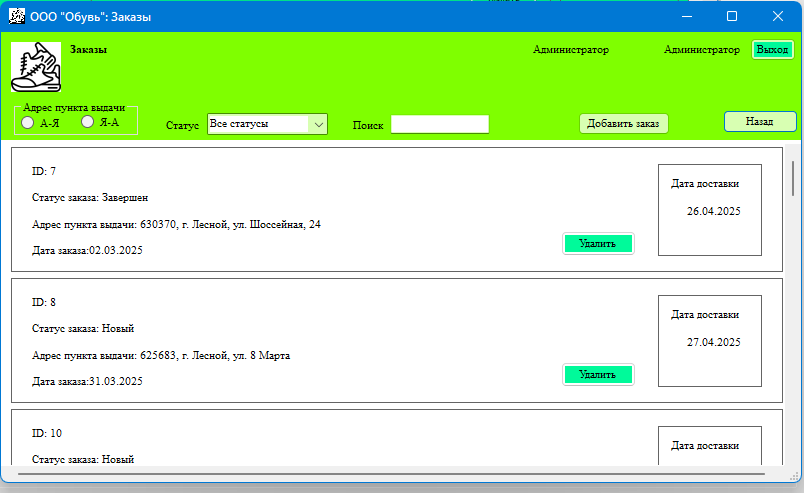 ООО "Обувь": Заказы
Заказы
Администратор
Администратор
Выход
Адрес пункта выдачи
А-Я
Я-А
Статус
Все статусы
Поиск
Добавить заказ
Назад
ID: 7
Статус заказа: Завершен
Адрес пункта выдачи: 630370, г. Лесной, ул. Шоссейная, 24
Дата заказа:02.03.2025
Удалить
Дата доставки
26.04.2025
ID: 8
Статус заказа: Новый
Адрес пункта выдачи: 625683, г. Лесной, ул. 8 Марта
Дата заказа:31.03.2025
Удалить
Дата доставки
27.04.2025
ID: 10
Статус заказа: Новый
Дата доставки